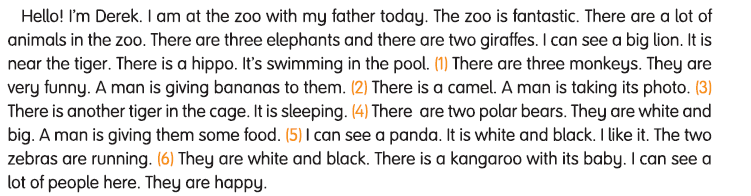 Hello! I'm Derek. I am at the zoo with my father today. The zoo is fantastic. There are a lot of
animals in the zoo. There are three elephants and there are two giraffes. I can see a big lion. It is
near the tiger. There is a hippo. It's swimming in the pool. (1) There are three monkeys. They are
very funny. A man is giving bananas to them. (2) There is a camel. A man is taking its photo. (3)
There is another tiger in the cage. It is sleeping. (4) There are two polar bears. They are white and
big. A man is giving them some food. (5) I can see a panda. It is white and black. I like it. The two
zebras are running. (6) They are white and black. There is a kangaroo with its baby. I can see a
lot of people here. They are happy.